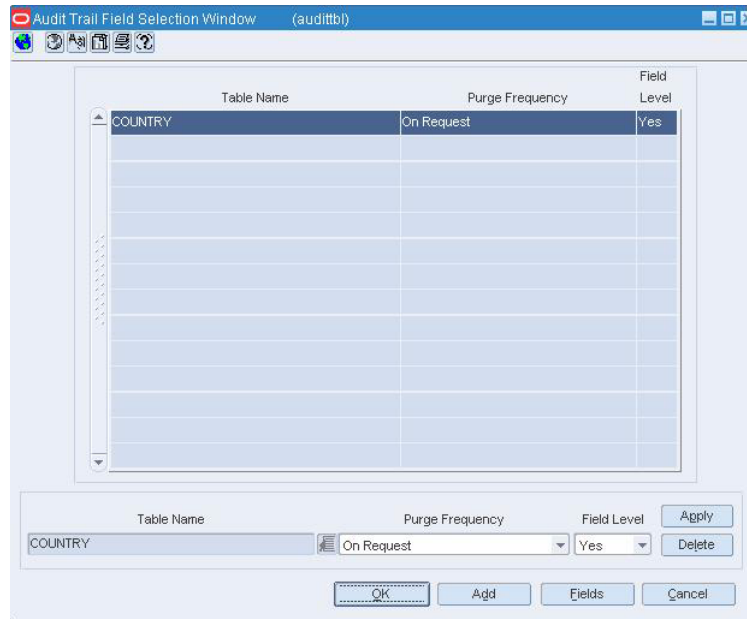 Audit Trail Field Selection Window (audittbl)
Field
Table Name Purge Frequency Level
COUNTRY On Request Yes
Table Name Purge Frequency Field Level Apply
COUNTRY On Request Yes Delete
OK Add Fields Cancel